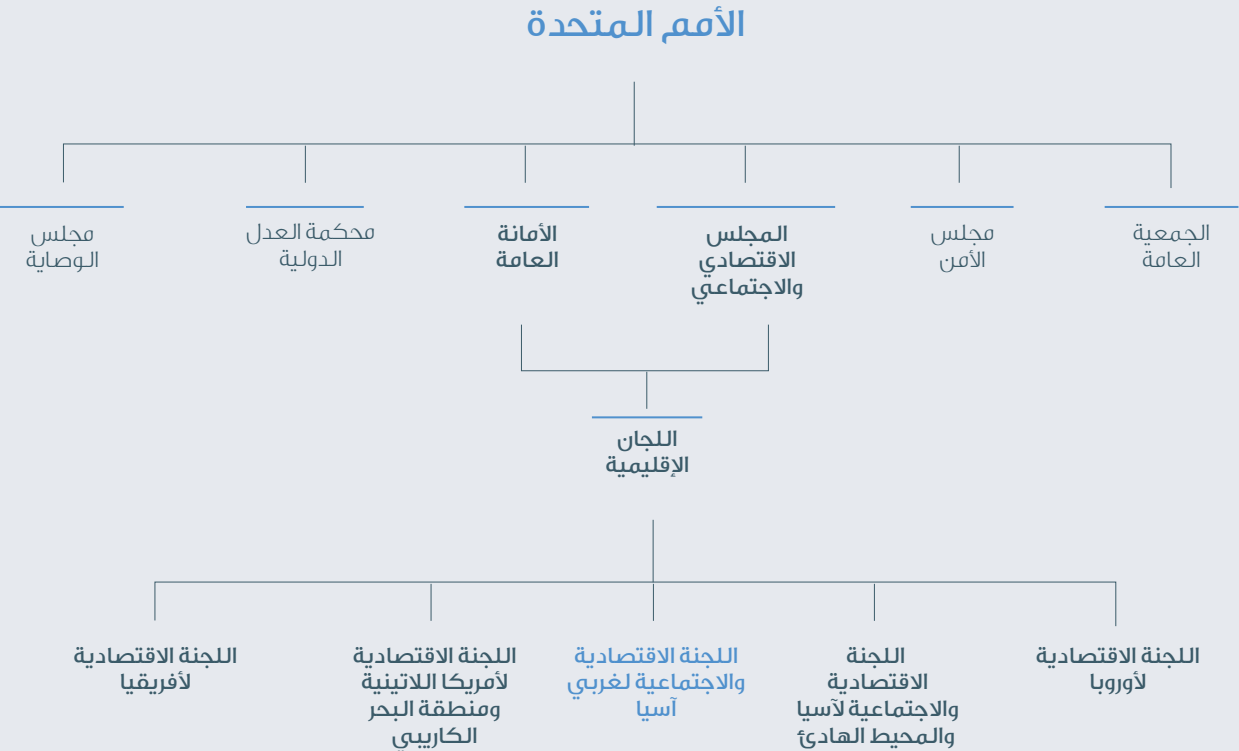 الأمم المتحدة
الجمعية
العامة
مجلس
الأمن
المجلس
الاقتصادي
والاجتماعي
الأمانة
العامة
محكمة العدل
الدولية
مجلس
الوصاية
اللجان
الإقليمية
اللجنة الاقتصادية
لأوروبا
اللجنة
الاقتصادية
والاجتماعية لآسيا
والمحيط الهادئ
اللجنة الاقتصادية
والاجتماعية لغربي
آسيا
اللجنة الاقتصادية
لأمريكا اللاتينية
ومنطقة البحر
الكاريبي
اللجنة الاقتصادية
لأفريقيا